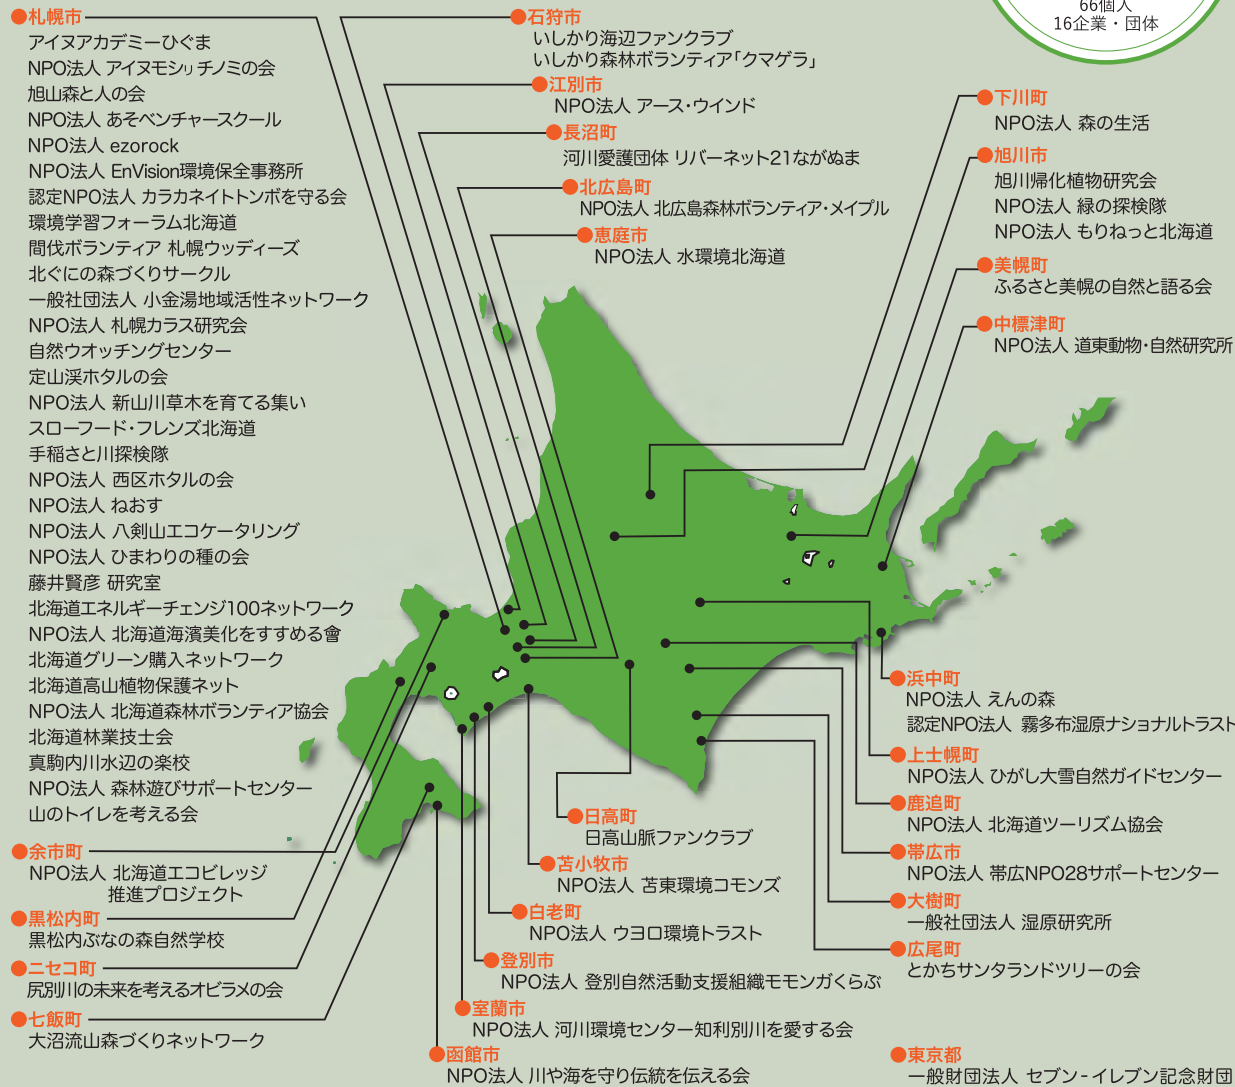 ●札幌市
アイヌアカデミーひぐま
NPO法人 アイヌモシㇼチノミの会
旭山森と人の会
NPO法人 あそベンチャースクール
NPO法人 ezorock
NPO法人 EnVision環境保全事務所
認定NPO法人 カラカネイトトンボを守る会
環境学習フォーラム北海道
間伐ボランティア 札幌ウッディーズ
北ぐにの森づくりサークル
一般社団法人 小金湯地域活性ネットワーク
NPO法人 札幌カラス研究会
自然ウオッチングセンター
定山渓ホタルの会
NPO法人 新山川草木を育てる集い
スローフード・フレンズ北海道
手稲さと川探検隊
NPO法人 西区ホタルの会
NPO法人 ねおす
NPO法人 八剣山エコケータリング
NPO法人 ひまわりの種の会
藤井賢彦 研究室
北海道エネルギーチェンジ100ネットワーク
NPO法人 北海道海濱美化をすすめる會
北海道グリーン購入ネットワーク
北海道高山植物保護ネット
NPO法人 北海道森林ボランティア協会
北海道林業技士会
真駒内川水辺の楽校
NPO法人 森林遊びサポートセンター
山のトイレを考える会
●余市町
NPO法人 北海道エコビレッジ
推進プロジェクト
●黒松内町
黒松内ぶなの森自然学校
●ニセコ町
尻別川の未来を考えるオビラメの会
●七飯町
大沼流山森づくりネットワーク
●石狩市
いしかり海辺ファンクラブ
いしかり森林ボランティア「クマゲラ」
●江別市
NPO法人 アース・ウインド
●長沼町
河川愛護団体 リバーネット21ながぬま
●北広島町
NPO法人 北広島森林ボランティア・メイプル
●恵庭市
NPO法人 水環境北海道
●日高町
日高山脈ファンクラブ
●苫小牧市
NPO法人 苫東環境コモンズ
●白老町
NPO法人 ウヨロ環境トラスト
●登別市
NPO法人 登別自然活動支援組織モモンガくらぶ
●室蘭市
NPO法人 河川環境センター知利別川を愛する会
●函館市
NPO法人 川や海を守り伝統を伝える会
66個人
16企業・団体
●下川町
NPO法人 森の生活
●旭川市
旭川帰化植物研究会
NPO法人 緑の探検隊
NPO法人 もりねっと北海道
●美幌町
ふるさと美幌の自然と語る会
●中標津町
NPO法人 道東動物・自然研究所
●浜中町
NPO法人 えんの森
認定NPO法人 霧多布湿原ナショナルトラスト
●上士幌町
NPO法人 ひがし大雪自然ガイドセンター
●鹿追町
NPO法人 北海道ツーリズム協会
●帯広市
NPO法人 帯広NPO28サポートセンター
●大樹町
一般社団法人 湿原研究所
●広尾町
とかちサンタランドツリーの会
●東京都
一般財団法人 セブン-イレブン記念財団